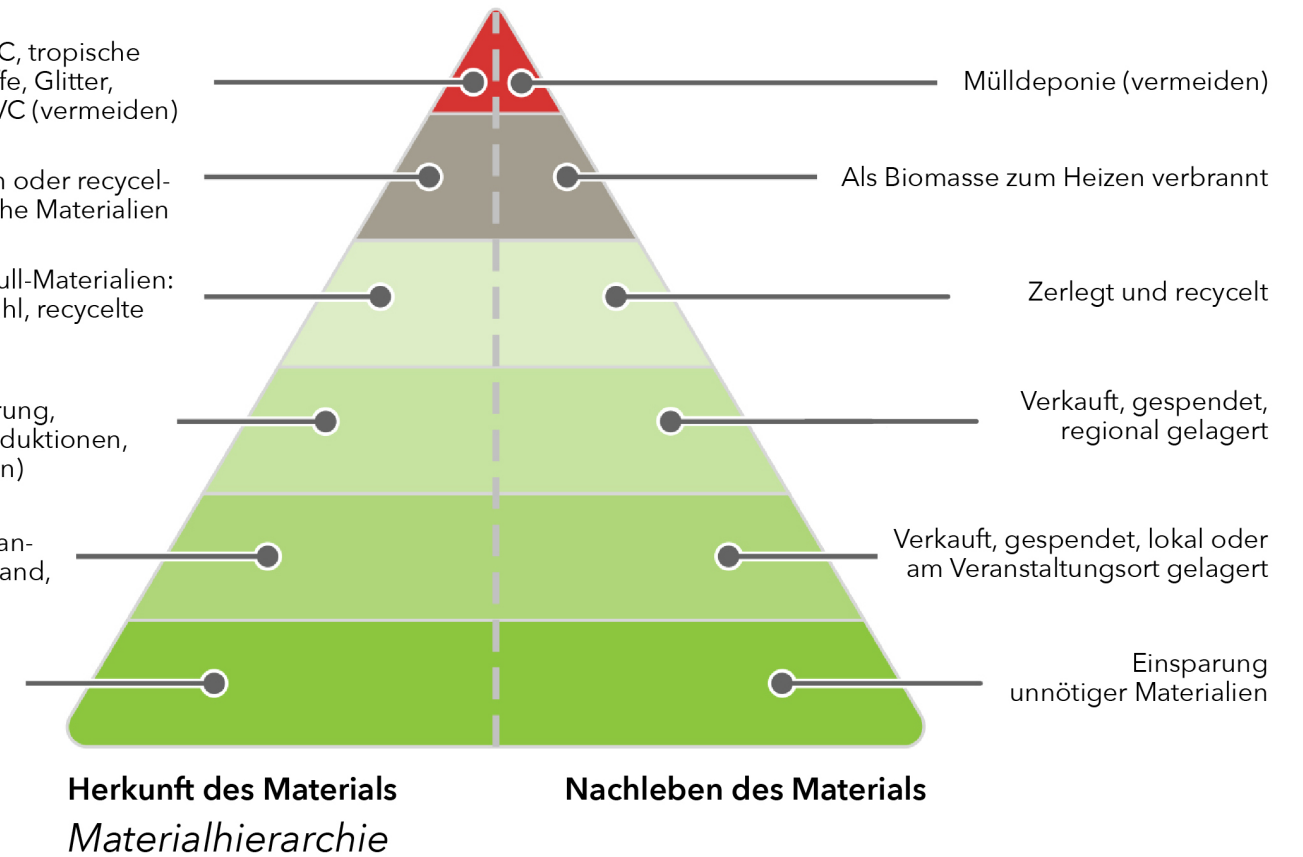 C, tropische
fe, Glitter,
VC (vermeiden)
Mülldeponie (vermeiden)
n oder recycel-
he Materialien
Als Biomasse zum Heizen verbrannt
ull-Materialien:
hl, recycelte
Zerlegt und recycelt
rung,
duktionen,
n)
Verkauft, gespendet,
regional gelagert
an-
and,
Verkauft, gespendet, lokal oder
am Veranstaltungsort gelagert
Einsparung
unnötiger Materialien
Herkunft des Materials
Nachleben des Materials
Materialhierarchie